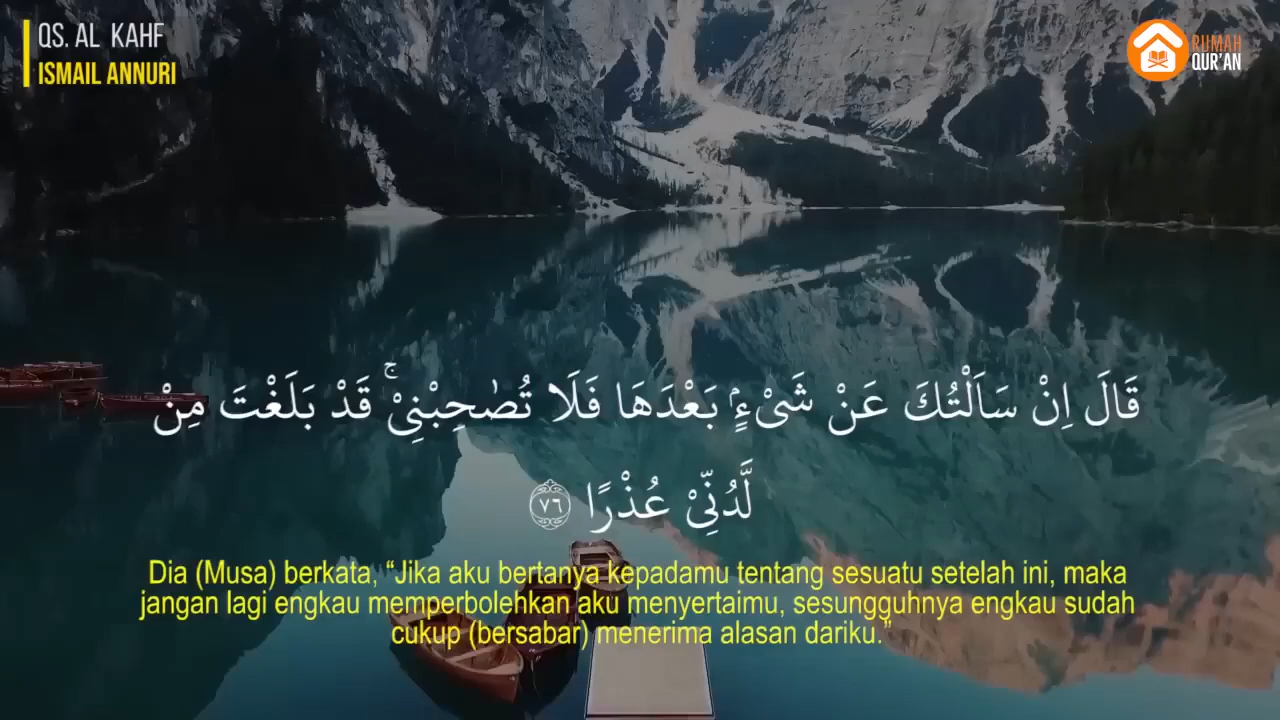 QS. AL KAHF
ISMAIL ANNURI
RUMAH
QUR'AN
قَالَ اِنْ سَاَلْتُكَ عَنْ شَيْءٍۢ بَعْدَهَا فَلَا تُصٰحِبْنِيْۚ قَدْ بَلَغْتَ مِنْ
لَّدُنِّيْ عُذْرًا ٧٦
Dia (Musa) berkata, “Jika aku bertanya kepadamu tentang sesuatu setelah ini, maka
jangan lagi engkau memperbolehkan aku menyertaimu, sesungguhnya engkau sudah
cukup (bersabar) menerima alasan dariku.”